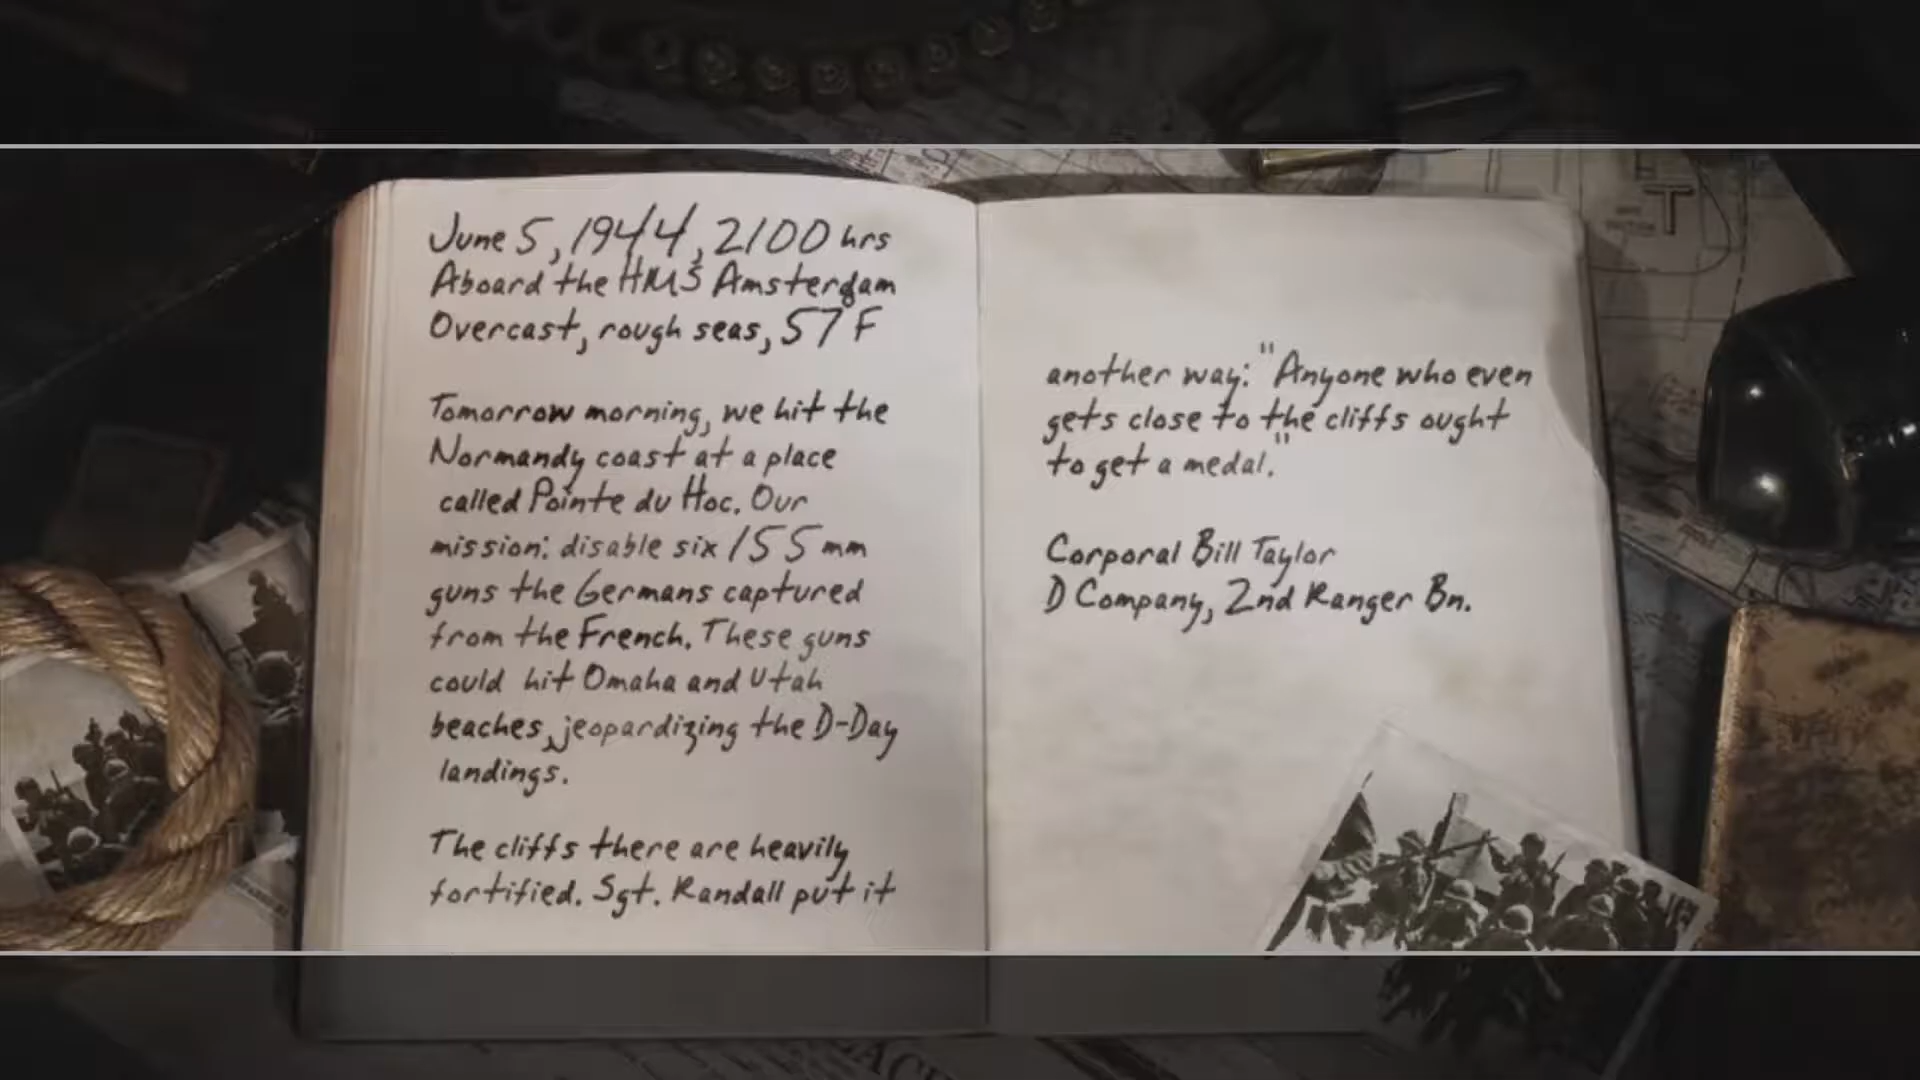 June 5, 1944, 2100 hrs
Aboard the HMS Amsterdam
Overcast, rough seas, 57 F
Tomorrow morning, we hit the
Normandy coast at a place
called Pointe du Hoc. Our
mission: disable six 155 mm
guns the Germans captured
from the French. These guns
could hit Omaha and Utah
beaches, jeopardizing the D-Day
landings.
The cliffs there are heavily
fortified. Sgt. Randall put it
another way: "Anyone who even
gets close to the cliffs ought
to get a medal."
Corporal Bill Taylor
D Company, 2nd Ranger Bn.